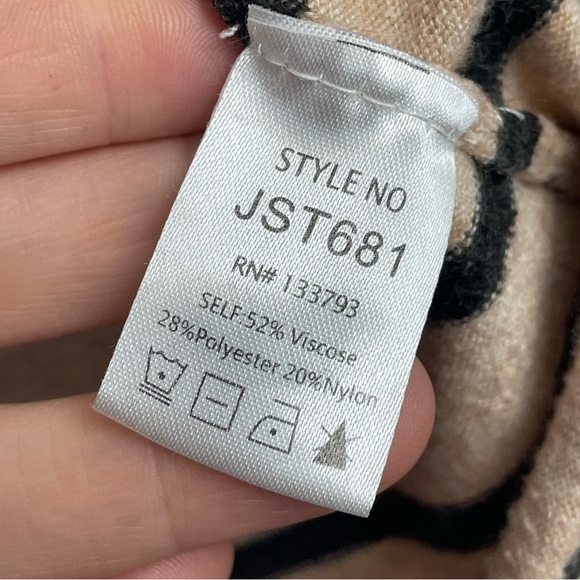 STYLE NO
JST681
RN# 133793
SELF:52% Viscose
28%Polyester 20%Nylon